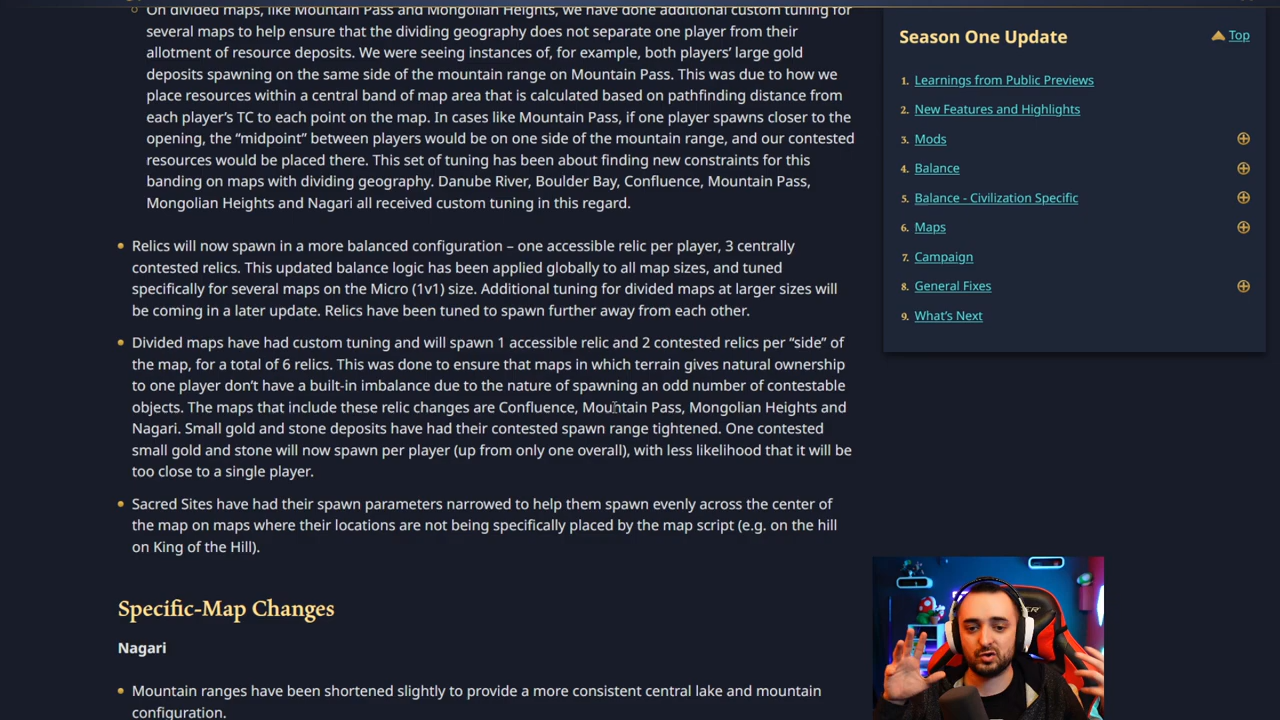 On divided maps, like Mountain Pass and Mongolian Heights, we have done additional custom tuning for
several maps to help ensure that the dividing geography does not separate one player from their
allotment of resource deposits. We were seeing instances of, for example, both players’ large gold
deposits spawning on the same side of the mountain range on Mountain Pass. This was due to how we
place resources within a central band of map area that is calculated based on pathfinding distance from
each player’s TC to each point on the map. In cases like Mountain Pass, if one player spawns closer to the
opening, the “midpoint” between players would be on one side of the mountain range, and our contested
resources would be placed there. This set of tuning has been about finding new constraints for this
banding on maps with dividing geography. Danube River, Boulder Bay, Confluence, Mountain Pass,
Mongolian Heights and Nagari all received custom tuning in this regard.
Relics will now spawn in a more balanced configuration – one accessible relic per player, 3 centrally
contested relics. This updated balance logic has been applied globally to all map sizes, and tuned
specifically for several maps on the Micro (1v1) size. Additional tuning for divided maps at larger sizes will
be coming in a later update. Relics have been tuned to spawn further away from each other.
Divided maps have had custom tuning and will spawn 1 accessible relic and 2 contested relics per “side” of
the map, for a total of 6 relics. This was done to ensure that maps in which terrain gives natural ownership
to one player don’t have a built-in imbalance due to the nature of spawning an odd number of contestable
objects. The maps that include these relic changes are Confluence, Mountain Pass, Mongolian Heights and
Nagari. Small gold and stone deposits have had their contested spawn range tightened. One contested
small gold and stone will now spawn per player (up from only one overall), with less likelihood that it will be
too close to a single player.
Sacred Sites have had their spawn parameters narrowed to help them spawn evenly across the center of
the map on maps where their locations are not being specifically placed by the map script (e.g. on the hill
on King of the Hill).
Specific-Map Changes
Nagari
Mountain ranges have been shortened slightly to provide a more consistent central lake and mountain
configuration.
Season One Update
Top
1. Learnings from Public Previews
2. New Features and Highlights
3. Mods
4. Balance
5. Balance - Civilization Specific
6. Maps
7. Campaign
8. General Fixes
9. What’s Next